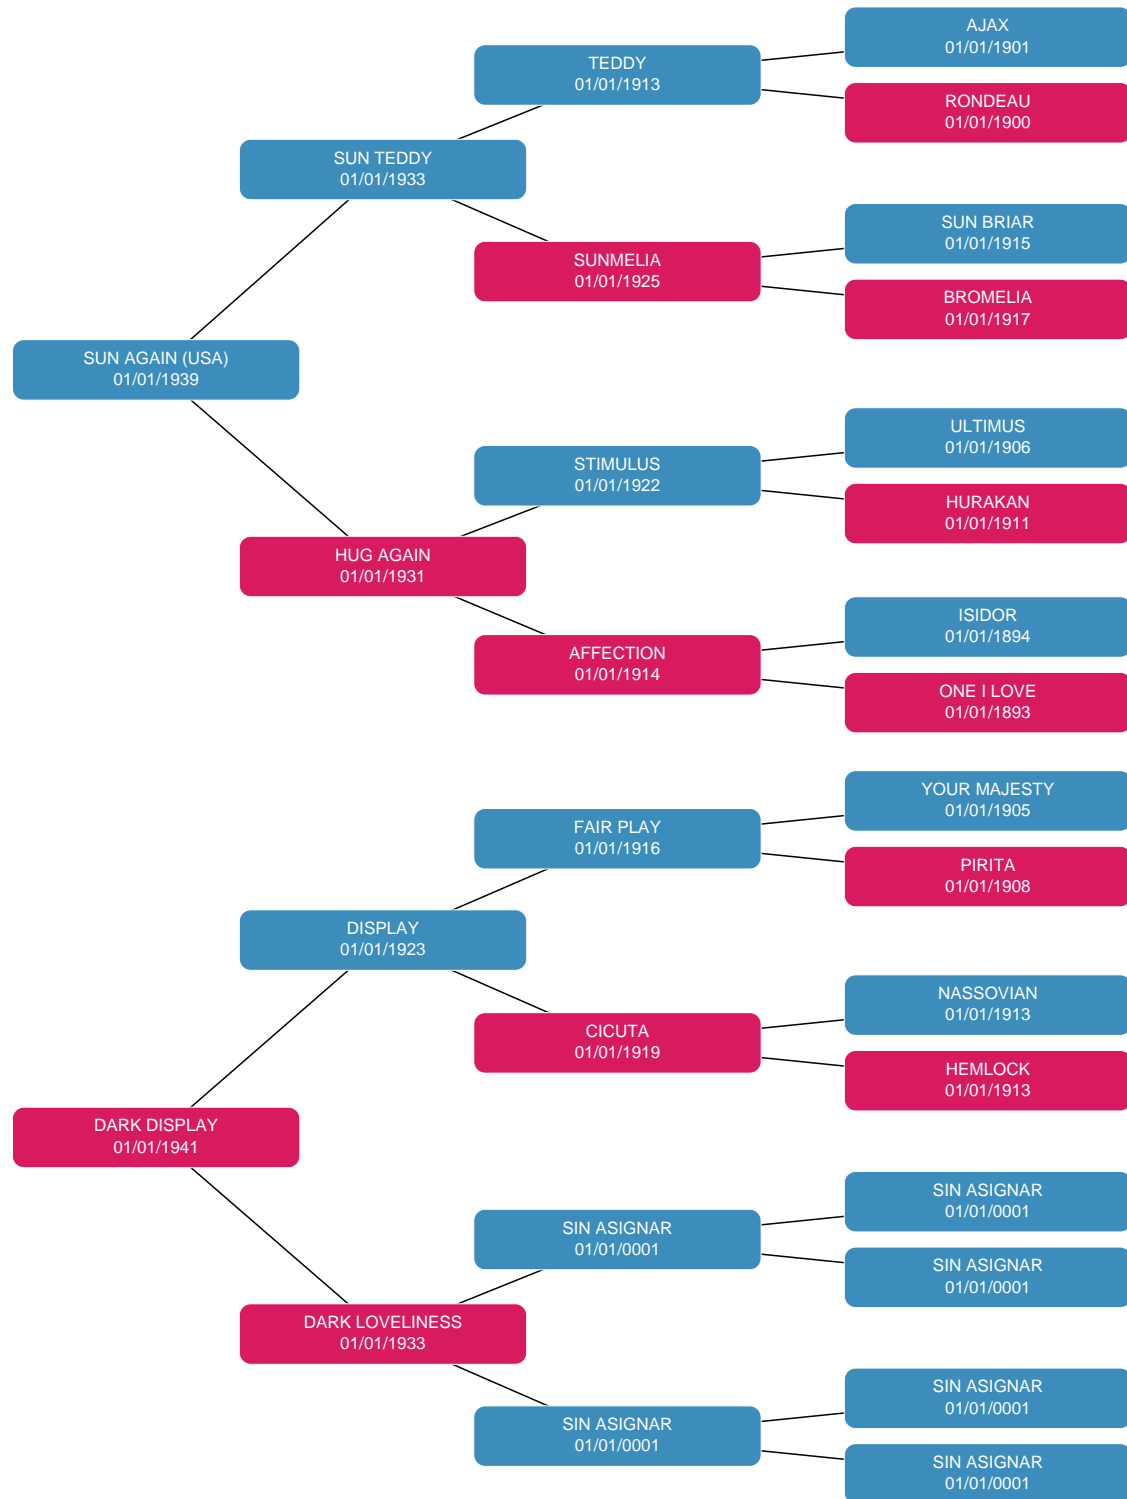 AJAX
01/01/1901
TEDDY
01/01/1913
RONDEAU
01/01/1900
SUN TEDDY
01/01/1933
SUN BRIAR
01/01/1915
SUNMELIA
01/01/1925
BROMELIA
01/01/1917
SUN AGAIN (USA)
01/01/1939
ULTIMUS
01/01/1906
STIMULUS
01/01/1922
HURAKAN
01/01/1911
HUG AGAIN
01/01/1931
ISIDOR
01/01/1894
AFFECTION
01/01/1914
ONE I LOVE
01/01/1893
YOUR MAJESTY
01/01/1905
FAIR PLAY
01/01/1916
PIRITA
01/01/1908
DISPLAY
01/01/1923
NASSOVIAN
01/01/1913
CICUTA
01/01/1919
HEMLOCK
01/01/1913
DARK DISPLAY
01/01/1941
SIN ASIGNAR
01/01/0001
SIN ASIGNAR
01/01/0001
SIN ASIGNAR
01/01/0001
DARK LOVELINESS
01/01/1933
SIN ASIGNAR
01/01/0001
SIN ASIGNAR
01/01/0001
SIN ASIGNAR
01/01/0001